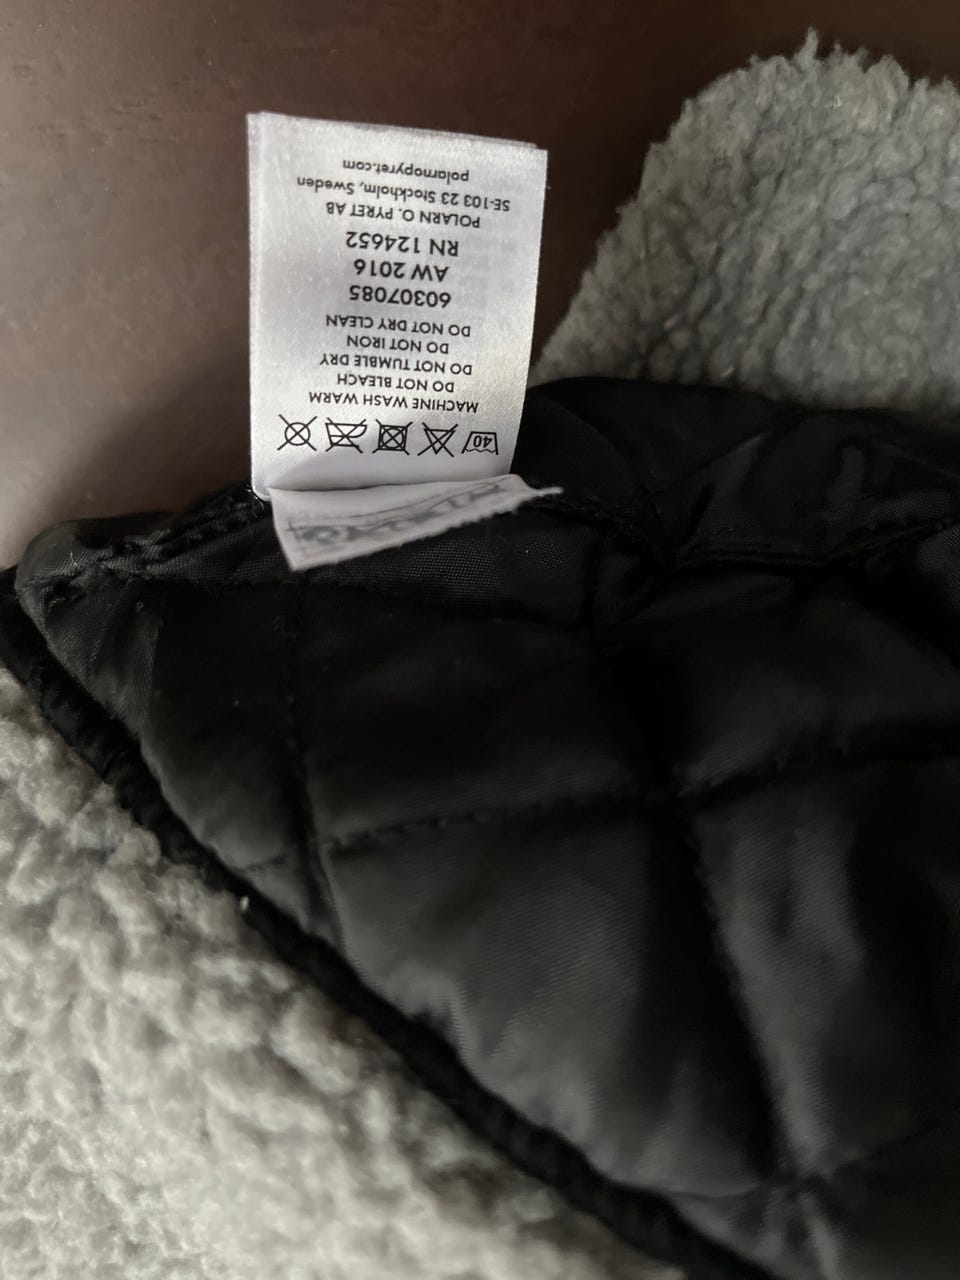 40
MACHINE WASH WARM
DO NOT BLEACH
DO NOT TUMBLE DRY
DO NOT IRON
DO NOT DRY CLEAN
60307085
AW 2016
RN 124652
POLARN O. PYRET AB
SE-103 23 Stockholm, Sweden
polarnopyret.com